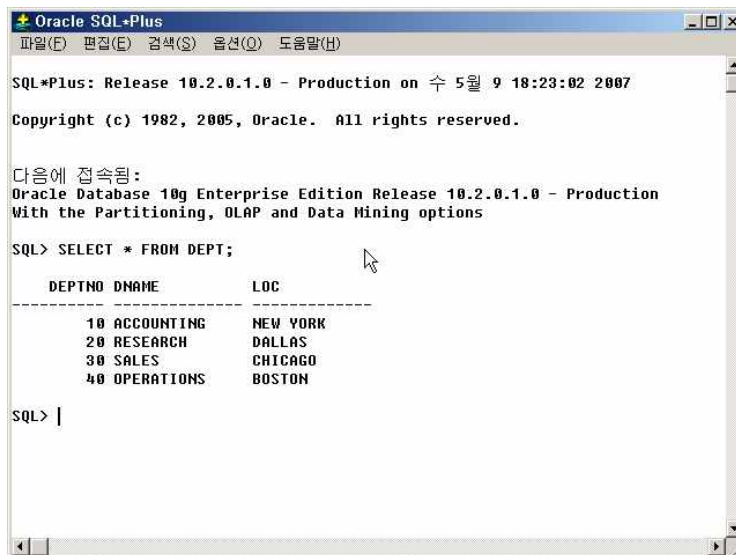 Oracle SQL*Plus
파일(F) 편집(E) 검색(S) 옵션(O) 도움말(H)
SQL*Plus: Release 10.2.0.1.0 - Production on 수 5월 9 18:23:02 2007
Copyright (c) 1982, 2005, Oracle.  All rights reserved.
다음에 접속됨:
Oracle Database 10g Enterprise Edition Release 10.2.0.1.0 - Production
With the Partitioning, OLAP and Data Mining options
SQL> SELECT * FROM DEPT;
    DEPTNO DNAME          LOC
---------- -------------- -------------
        10 ACCOUNTING     NEW YORK
        20 RESEARCH       DALLAS
        30 SALES          CHICAGO
        40 OPERATIONS     BOSTON
SQL>